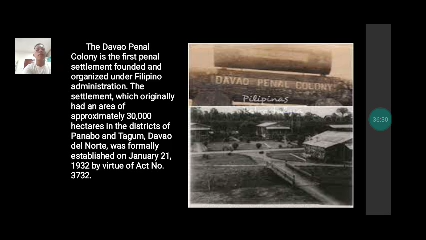 The Davao Penal
Colony is the first penal
settlement founded and
organized under Filipino
administration. The
settlement, which originally
had an area of
approximately 30,000
hectares in the districts of
Panabo and Tagum, Davao
del Norte, was formally
established on January 21,
1932 by virtue of Act No.
3732.
DAVAO PENAL COLONY
Pilipinas